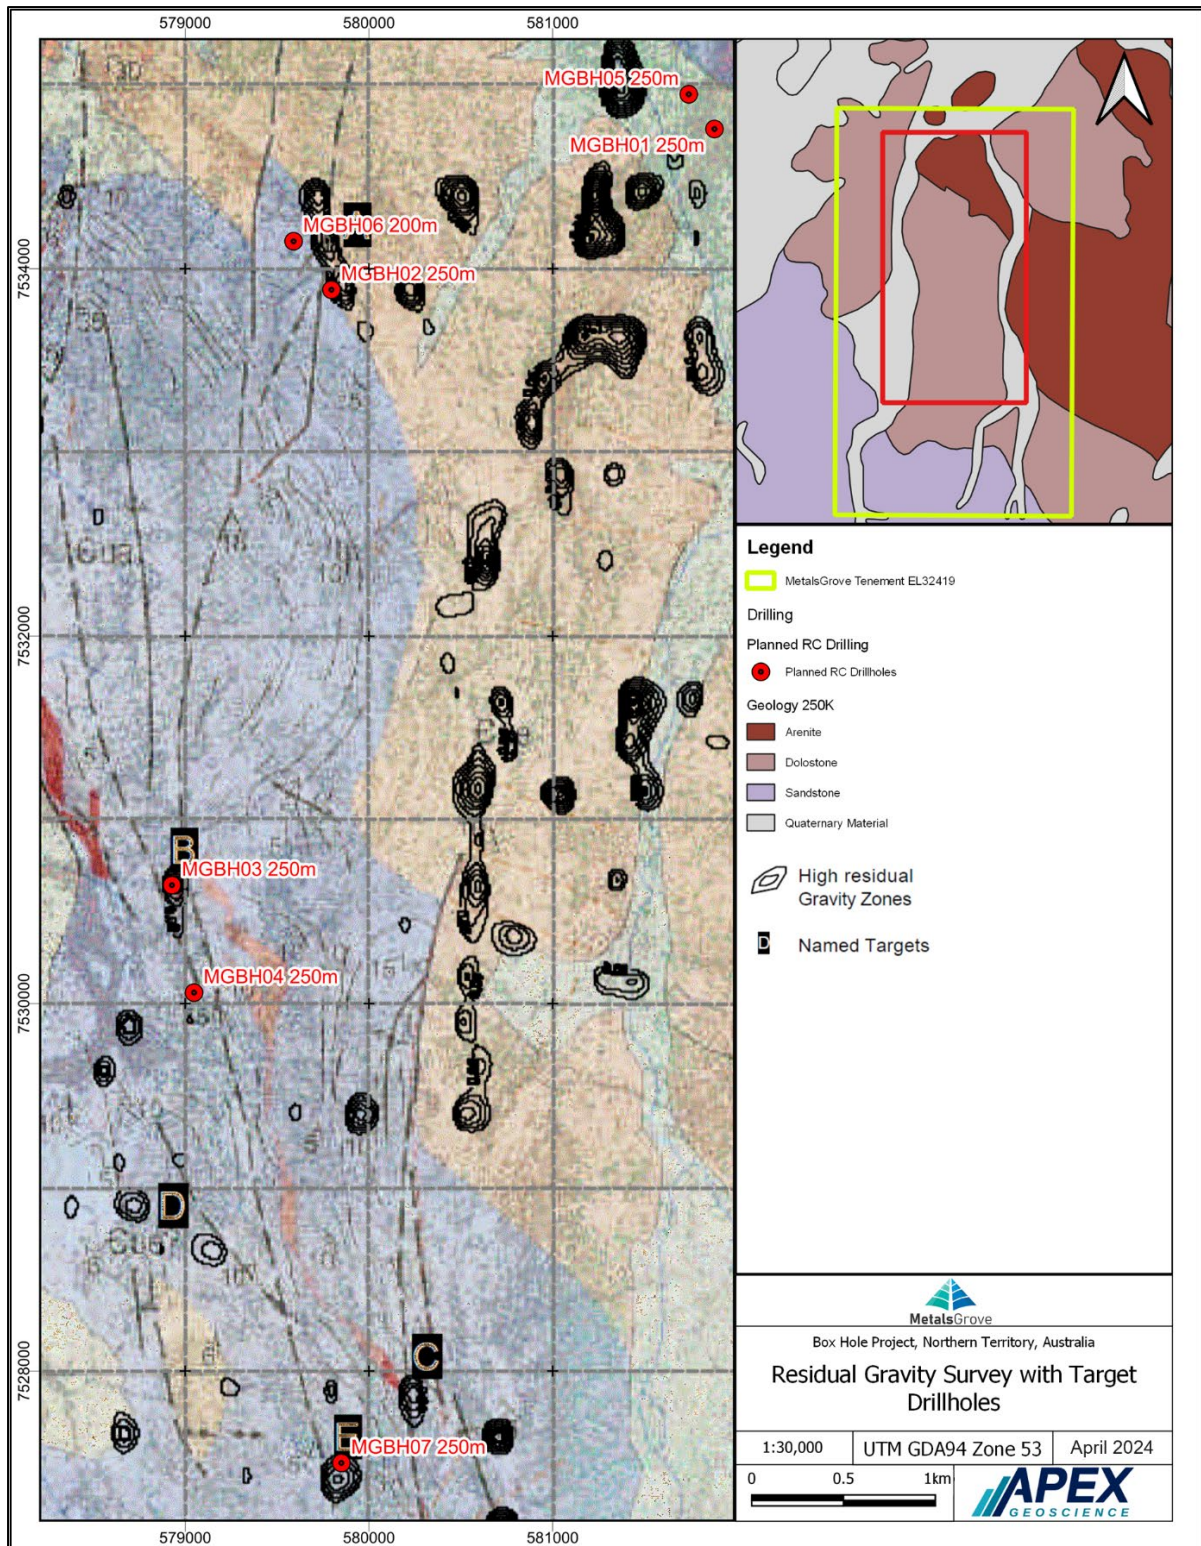 579000
580000
581000
MGBH05 250m
MGBH01 250m
MGBH06 200m
MGBH02 250m
7534000
D
7532000
B
MGBH03 250m
MGBH04 250m
7530000
D
C
7528000
E
MGBH07 250m
579000
580000
581000
Legend
MetalsGrove Tenement EL32419
Drilling
Planned RC Drilling
Planned RC Drillholes
Geology 250K
Arenite
Dolostone
Sandstone
Quaternary Material
High residual
Gravity Zones
D
Named Targets
MetalsGrove
Box Hole Project, Northern Territory, Australia
Residual Gravity Survey with Target
Drillholes
1:30,000
UTM GDA94 Zone 53
April 2024
0 0.5 1km
APEX
GEOSCIENCE